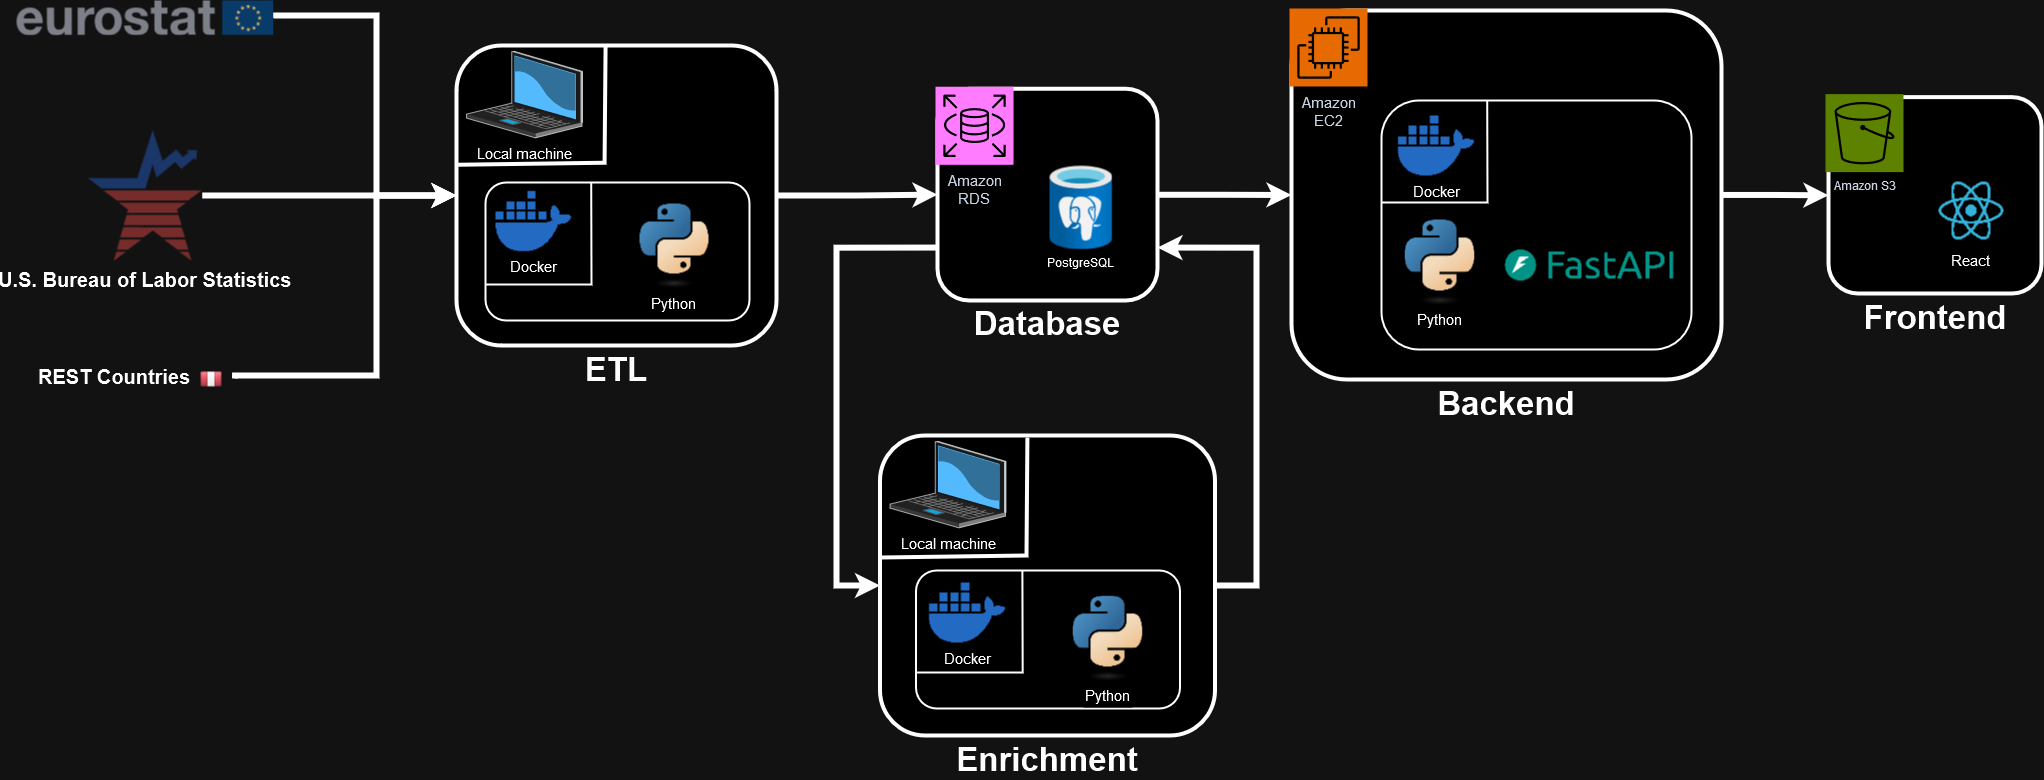 eurostat
U.S. Bureau of Labor Statistics
REST Countries
Local machine
Docker
Python
ETL
Amazon
RDS
PostgreSQL
Database
Local machine
Docker
Python
Enrichment
Amazon
EC2
Docker
Python
FastAPI
Backend
Amazon S3
React
Frontend